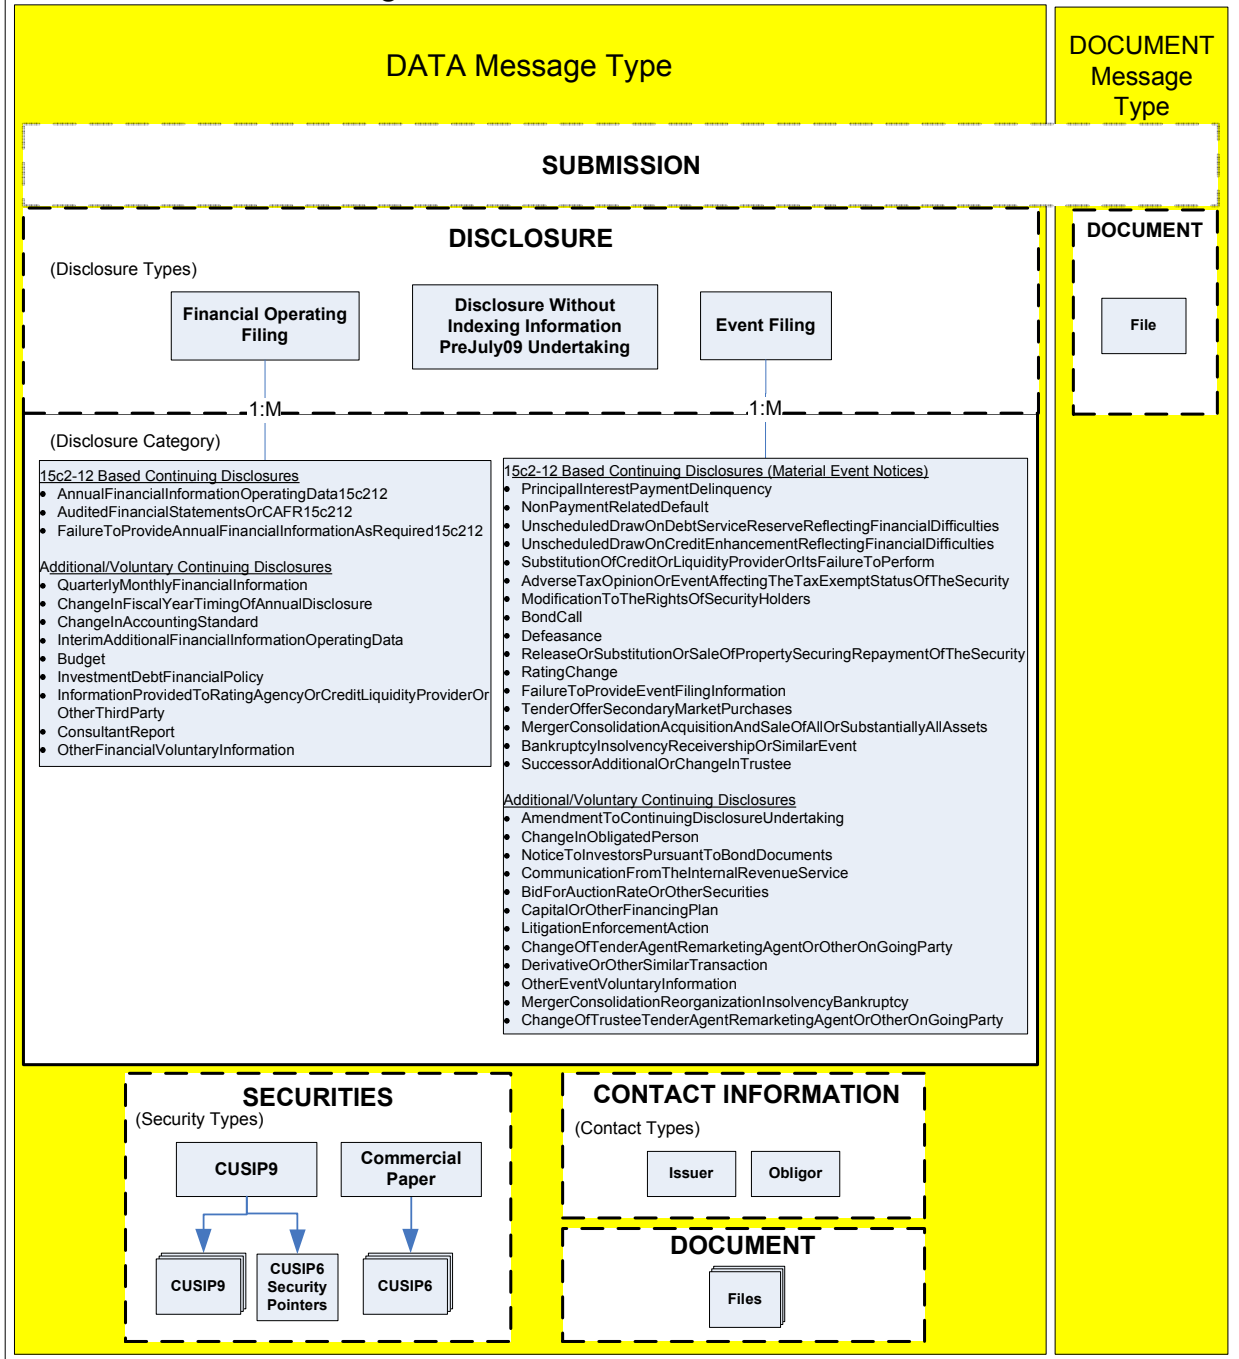 DATA Message Type
DOCUMENT
Message
Type
SUBMISSION
DISCLOSURE
(Disclosure Types)
Financial Operating
Filing
Disclosure Without
Indexing Information
PreJuly09 Undertaking
Event Filing
DOCUMENT
File
1:M
1:M
(Disclosure Category)
15c2-12 Based Continuing Disclosures
• AnnualFinancialInformationOperatingData15c212
• AuditedFinancialStatementsOrCAFR15c212
• FailureToProvideAnnualFinancialInformationAsRequired15c212
Additional/Voluntary Continuing Disclosures
• QuarterlyMonthlyFinancialInformation
• ChangeInFiscalYearTimingOfAnnualDisclosure
• ChangeInAccountingStandard
• InterimAdditionalFinancialInformationOperatingData
• Budget
• InvestmentDebtFinancialPolicy
• InformationProvidedToRatingAgencyOrCreditLiquidityProviderOr
OtherThirdParty
• ConsultantReport
• OtherFinancialVoluntaryInformation
15c2-12 Based Continuing Disclosures (Material Event Notices)
• PrincipalInterestPaymentDelinquency
• NonPaymentRelatedDefault
• UnscheduledDrawOnDebtServiceReserveReflectingFinancialDifficulties
• UnscheduledDrawOnCreditEnhancementReflectingFinancialDifficulties
• SubstitutionOfCreditOrLiquidityProviderOrItsFailureToPerform
• AdverseTaxOpinionOrEventAffectingTheTaxExemptStatusOfTheSecurity
• ModificationToTheRightsOfSecurityHolders
• BondCall
• Defeasance
• ReleaseOrSubstitutionOrSaleOfPropertySecuringRepaymentOfTheSecurity
• RatingChange
• FailureToProvideEventFilingInformation
• TenderOfferSecondaryMarketPurchases
• MergerConsolidationAcquisitionAndSaleOfAllOrSubstantiallyAllAssets
• BankruptcyInsolvencyReceivershipOrSimilarEvent
• SuccessorAdditionalOrChangeInTrustee
Additional/Voluntary Continuing Disclosures
• AmendmentToContinuingDisclosureUndertaking
• ChangeInObligatedPerson
• NoticeToInvestorsPursuantToBondDocuments
• CommunicationFromTheInternalRevenueService
• BidForAuctionRateOrOtherSecurities
• CapitalOrOtherFinancingPlan
• LitigationEnforcementAction
• ChangeOfTenderAgentRemarketingAgentOrOtherOnGoingParty
• DerivativeOrOtherSimilarTransaction
• OtherEventVoluntaryInformation
• MergerConsolidationReorganizationInsolvencyBankruptcy
• ChangeOfTrusteeTenderAgentRemarketingAgentOrOtherOnGoingParty
SECURITIES
(Security Types)
CUSIP9
Commercial
Paper
CUSIP9
CUSIP6
Security
Pointers
CUSIP6
CONTACT INFORMATION
(Contact Types)
Issuer
Obligor
DOCUMENT
Files